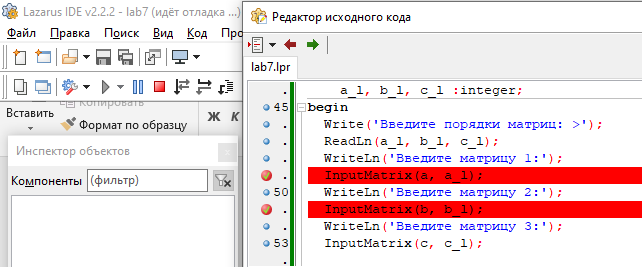 Lazarus IDE v2.2.2 - lab7 (идёт отладка ...)
Файл Правка Поиск Вид Код
Вставить
Формат по образцу
Ж К
Инспектор объектов
Компоненты (фильтр)
Редактор исходного кода
lab7.lpr
. a_l, b_l, c_l :integer;
45 begin
. Write('Введите порядки матриц: >');
. ReadLn(a_l, b_l, c_l);
. WriteLn('Введите матрицу 1:');
. InputMatrix(a, a_l);
50 WriteLn('Введите матрицу 2:');
. InputMatrix(b, b_l);
. WriteLn('Введите матрицу 3:');
53 InputMatrix(c, c_l);